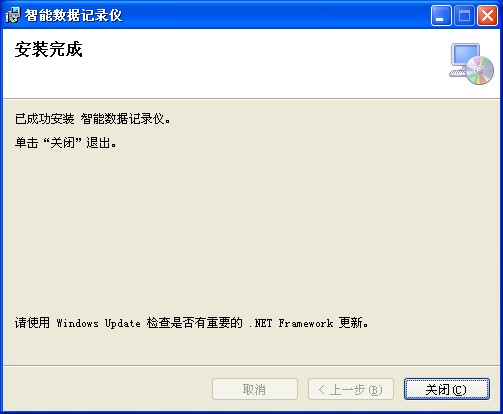 智能数据记录仪
安装完成
已成功安装 智能数据记录仪。
单击“关闭”退出。
请使用 Windows Update 检查是否有重要的 .NET Framework 更新。
取消
< 上一步(B)
关闭(C)